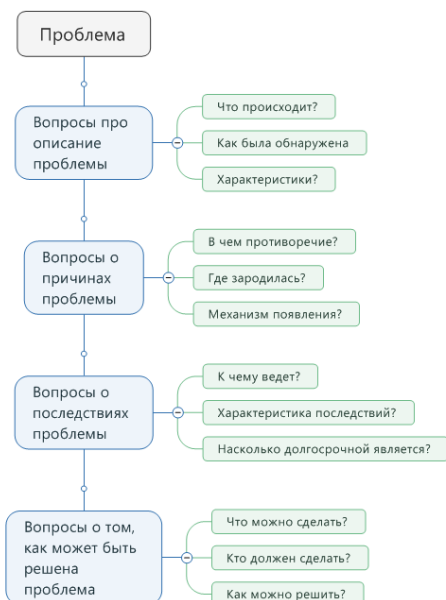 Проблема
Вопросы про
описание
проблемы
Что происходит?
Как была обнаружена
Характеристики?
Вопросы о
причинах
проблемы
В чем противоречие?
Где зародилась?
Механизм появления?
Вопросы о
последствиях
проблемы
К чему ведет?
Характеристика последствий?
Насколько долгосрочной является?
Вопросы о том,
как может быть
решена
проблема
Что можно сделать?
Кто должен сделать?
Как можно решить?